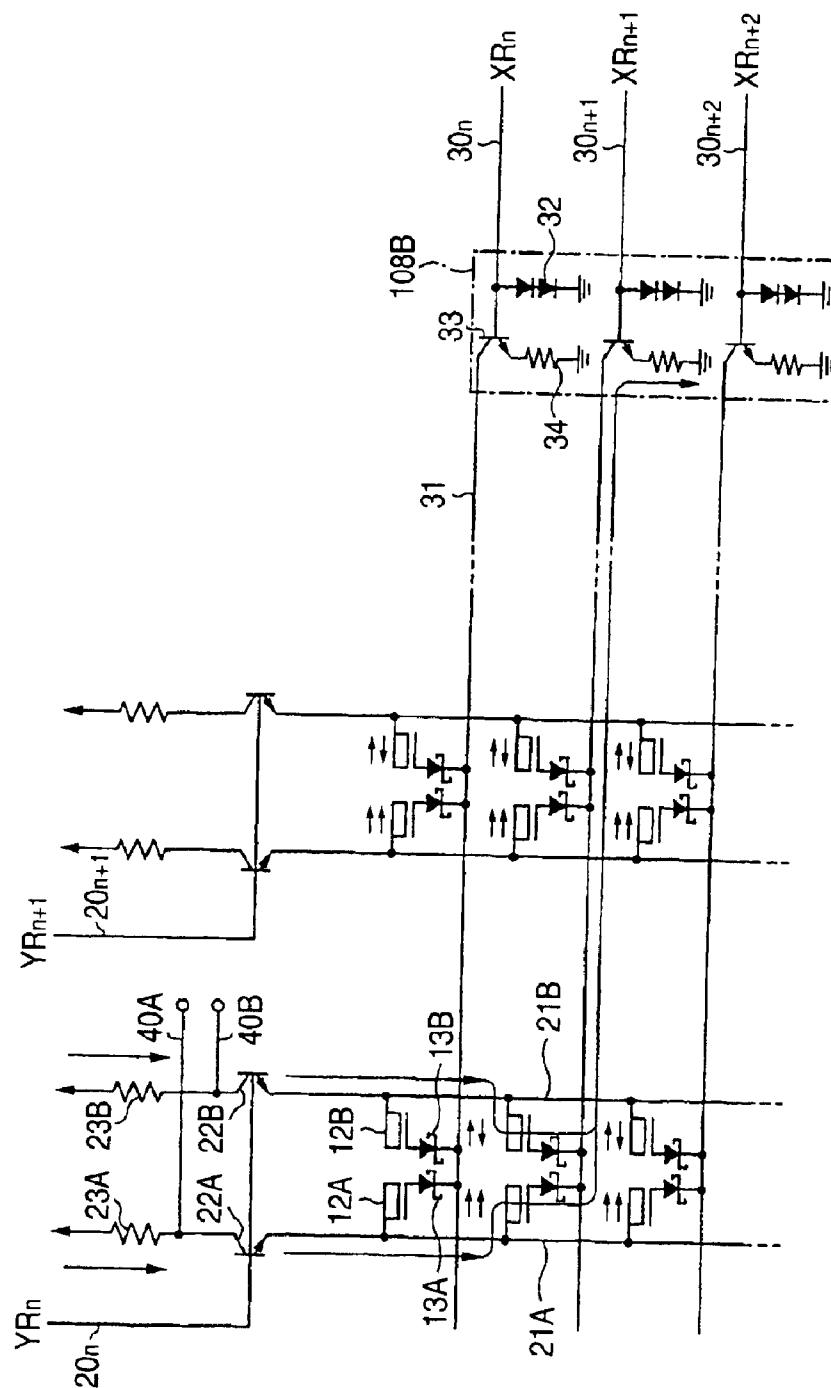 YRn
20n
23A
23B
40A
22A
22B
40B
12A
12B
13A
13B
21A
21B
YRn+1
20n+1
31
108B
33
32
34
30n
XRn
30n+1
XRn+1
30n+2
XRn+2